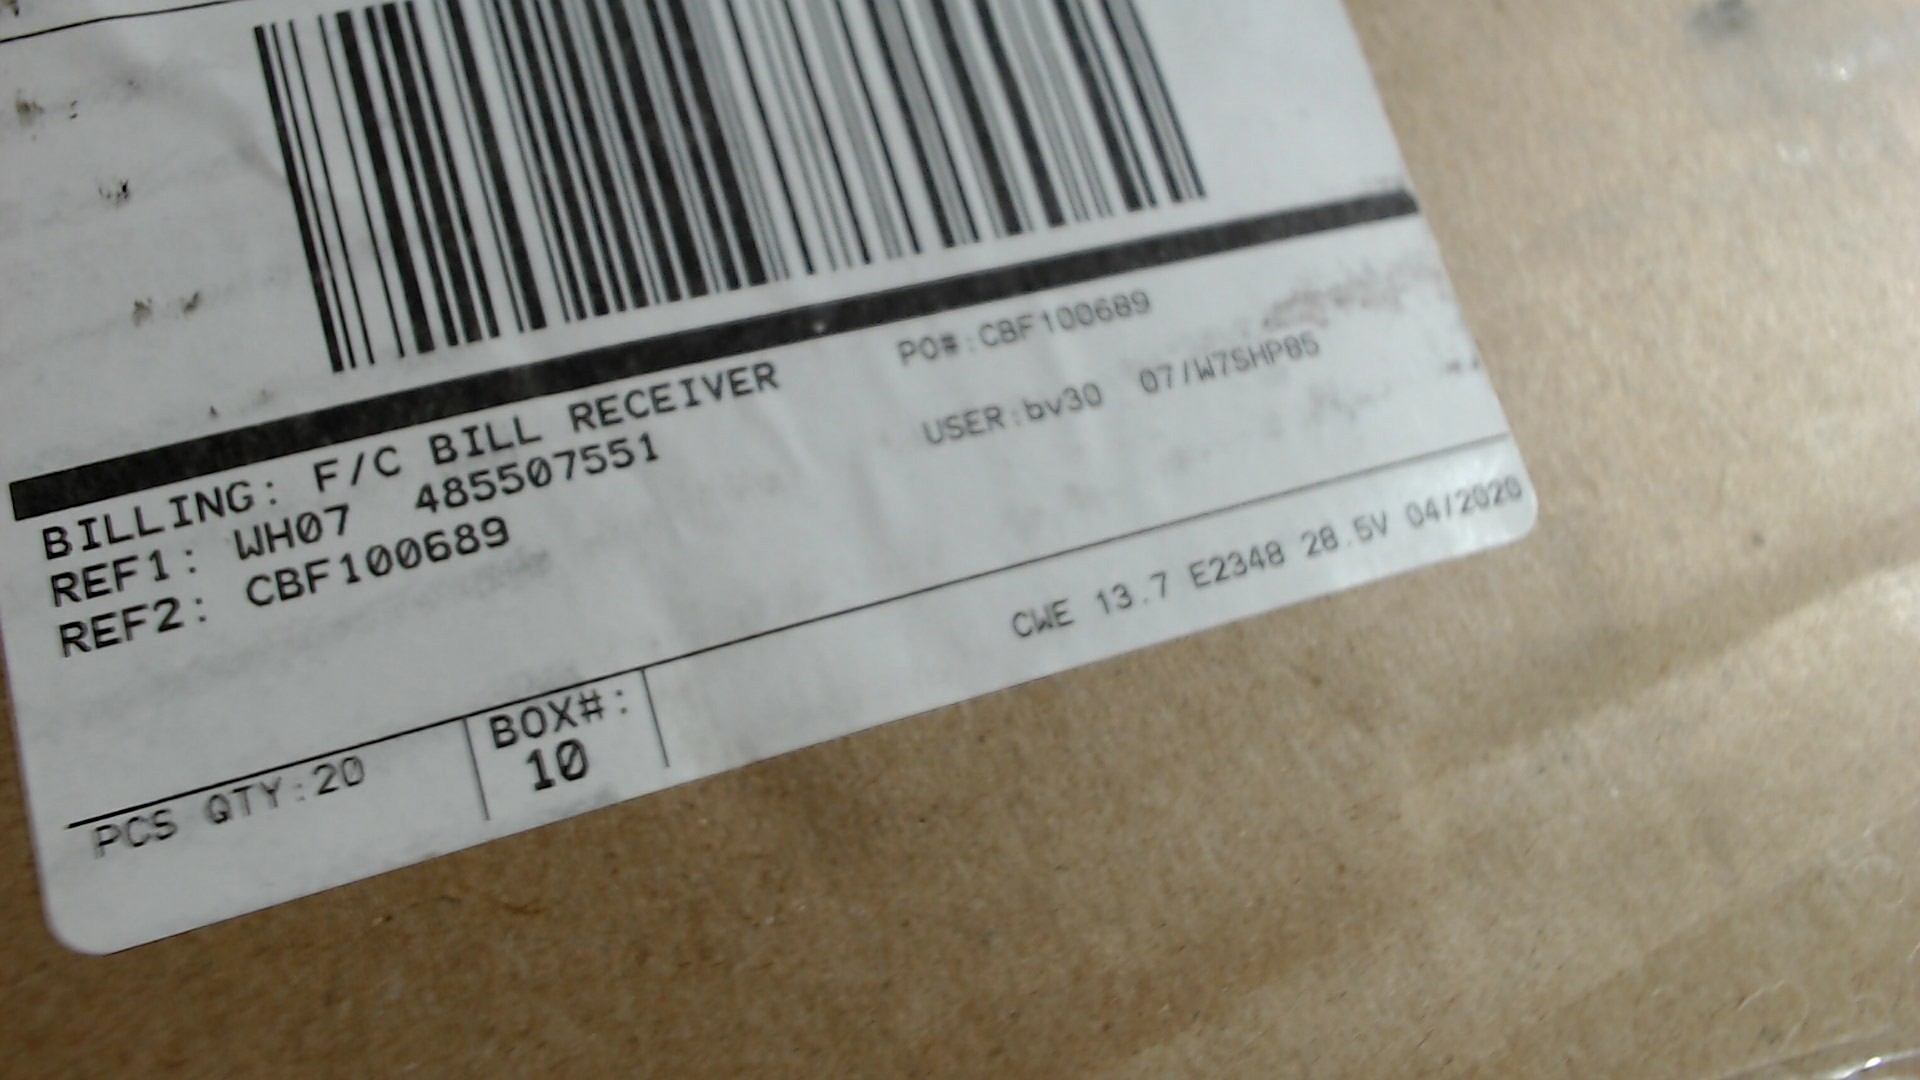 BILLING: F/C BILL RECEIVER
REF1: WH07 485507551
REF2: CBF100689
PO#:CBF100689
USER:bv30 07/W7SHP85
CWE 13.7 E2348 28.5V 04/2020
PCS QTY:20
BOX#:
10